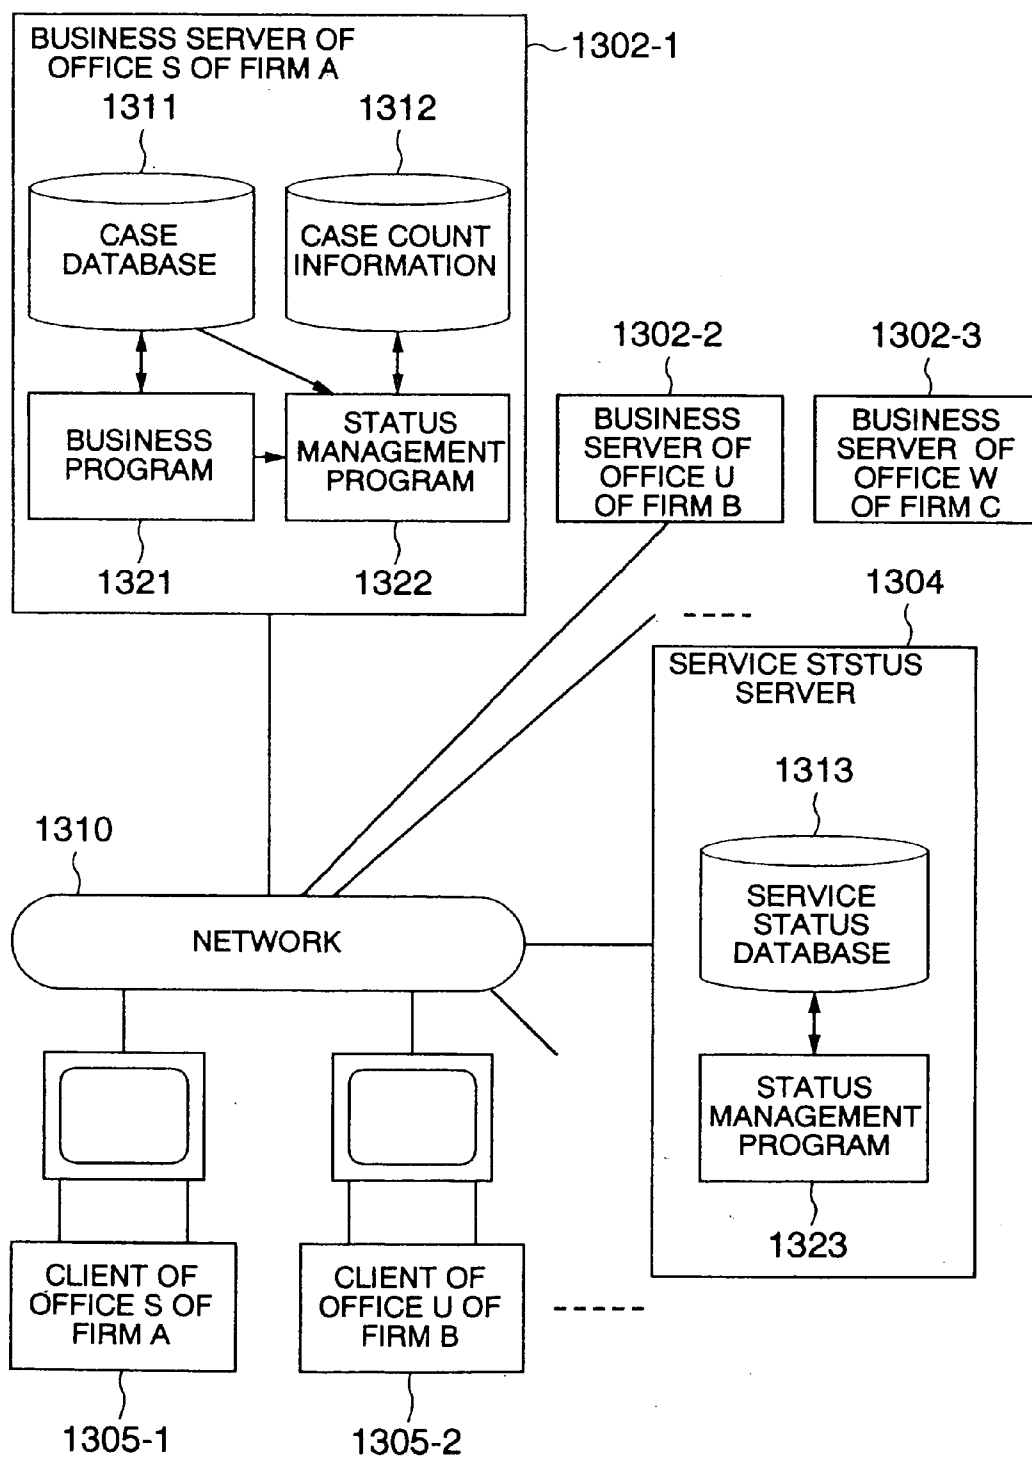 BUSINESS SERVER OF
OFFICE S OF FIRM A
1302-1
1311
1312
CASE
DATABASE
CASE COUNT
INFORMATION
BUSINESS
PROGRAM
STATUS
MANAGEMENT
PROGRAM
1321
1322
1302-2
1302-3
BUSINESS
SERVER OF
OFFICE U
OF FIRM B
BUSINESS
SERVER OF
OFFICE W
OF FIRM C
1304
SERVICE STSTUS
SERVER
1313
SERVICE
STATUS
DATABASE
STATUS
MANAGEMENT
PROGRAM
1323
1310
NETWORK
CLIENT OF
OFFICE S OF
FIRM A
CLIENT OF
OFFICE U OF
FIRM B
1305-1
1305-2